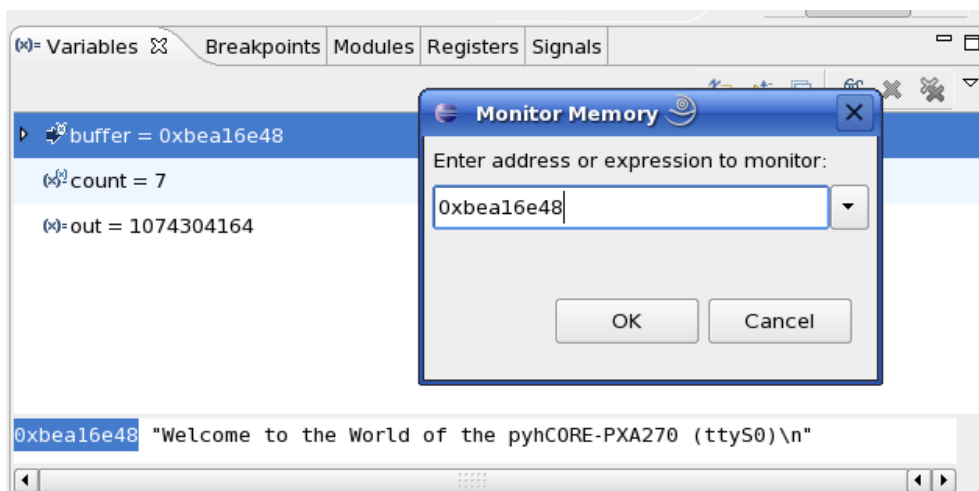 (x)= Variables Breakpoints Modules Registers Signals
Monitor Memory
buffer = 0xbea16e48
Enter address or expression to monitor:
(x)= count = 7
0xbea16e48
(x)= out = 1074304164
OK Cancel
0xbea16e48 "Welcome to the World of the pyhCORE-PXA270 (ttyS0)\n"